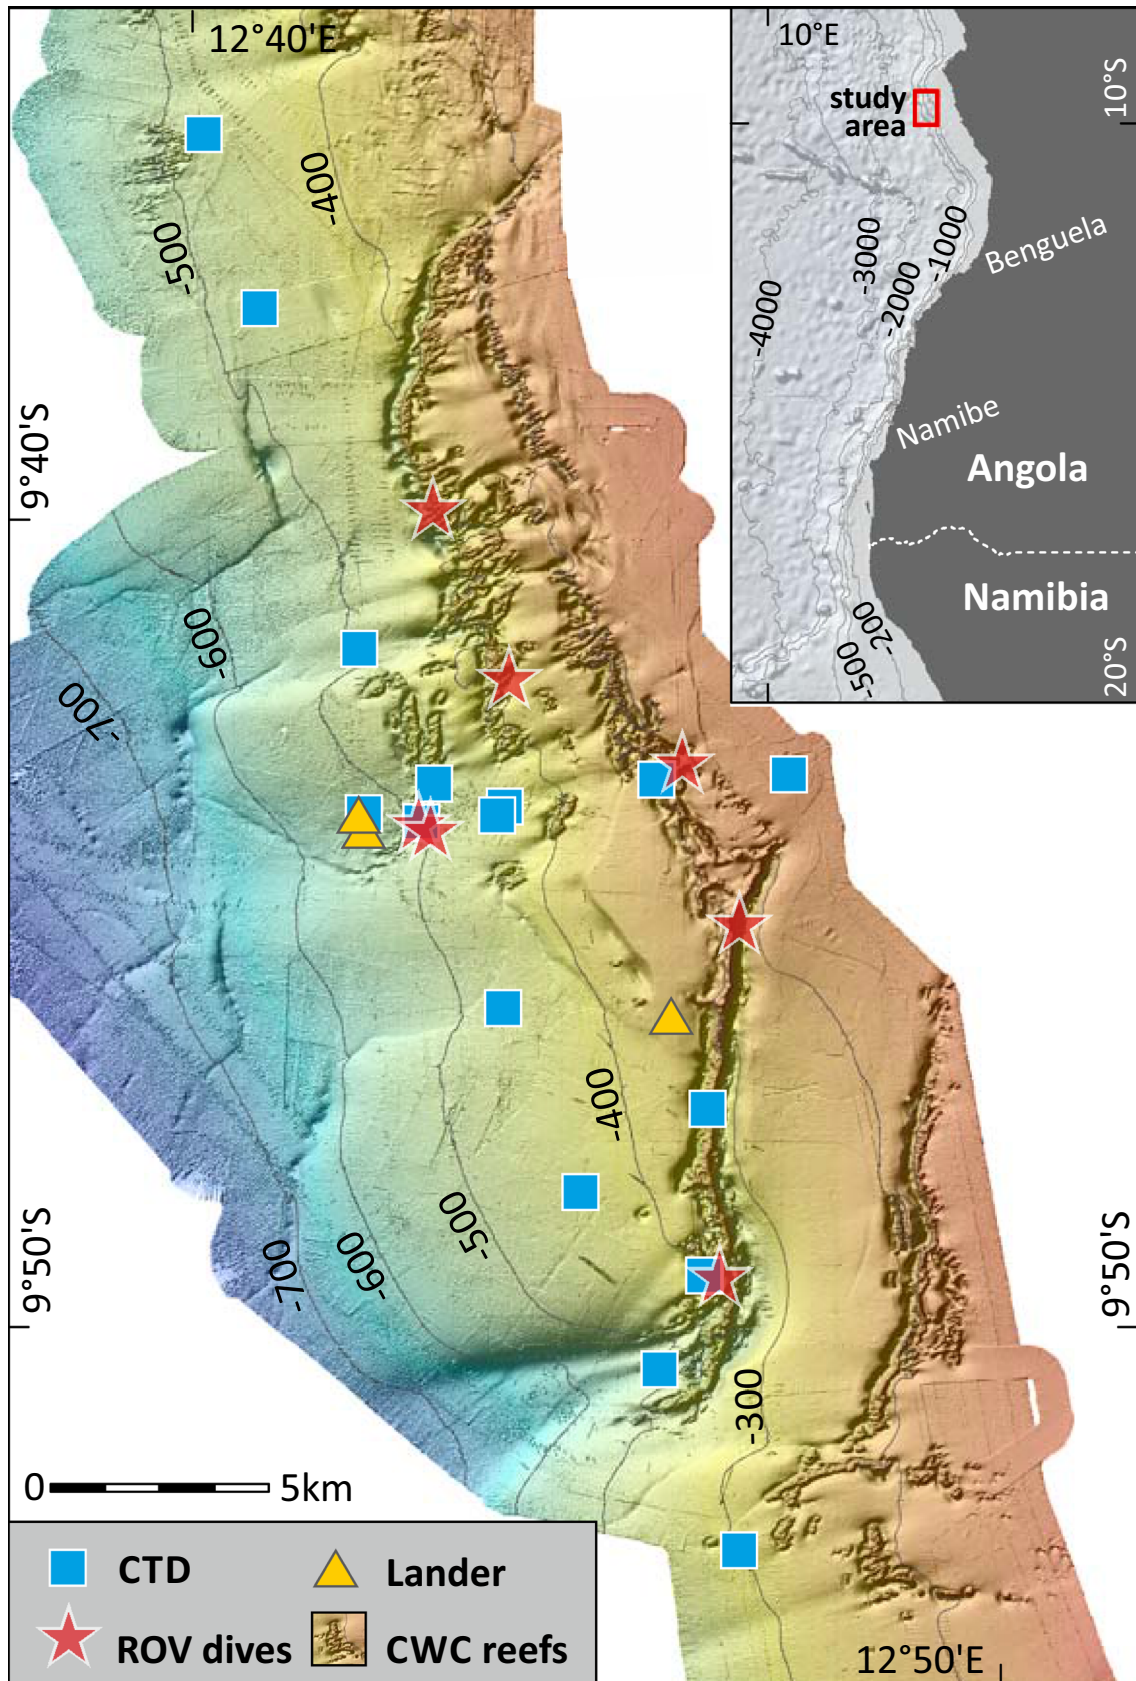 12°40'E
10°E
10°S
study
area
-400
-500
-1000
-3000
-2000
-4000
Benguela
Namibe
Angola
Namibia
-200
-500
20°S
9°40'S
-600
-700
-400
-500
-600
-700
-300
9°50'S
9°50'S
0
5km
CTD
Lander
ROV dives
CWC reefs
12°50'E